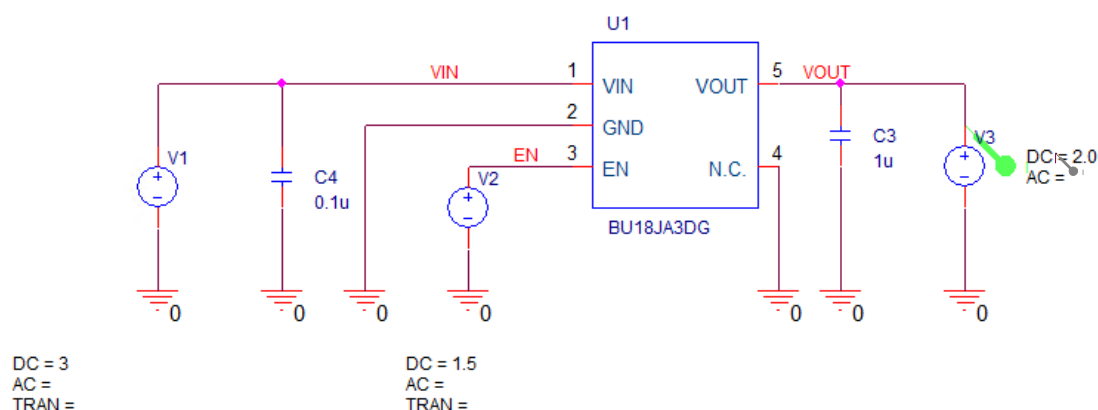 U1
VIN
1
VIN
VOUT
5
VOUT
2
GND
C3
1u
V3
V1
EN
3
EN
N.C.
4
DC = 2.0
AC =
C4
0.1u
V2
BU18JA3DG
0
0
0
0
0
0
0
DC = 3
AC =
TRAN =
DC = 1.5
AC =
TRAN =